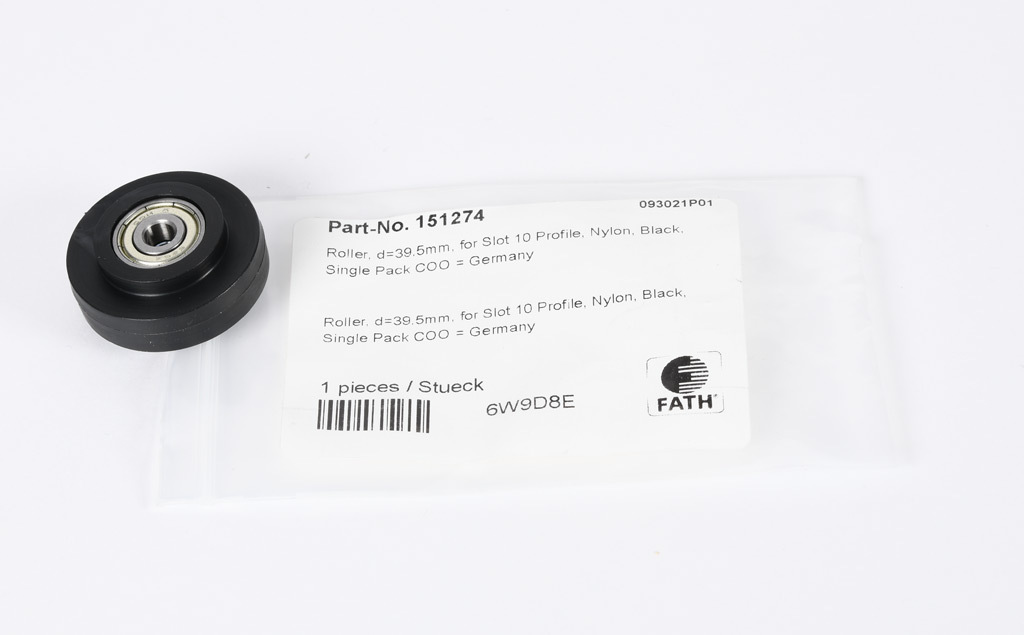 Part-No. 151274
093021P01
Roller, d=39.5mm, for Slot 10 Profile, Nylon, Black,
Single Pack COO = Germany
Roller, d=39.5mm, for Slot 10 Profile, Nylon, Black,
Single Pack COO = Germany
1 pieces / Stueck
6W9D8E
FATH